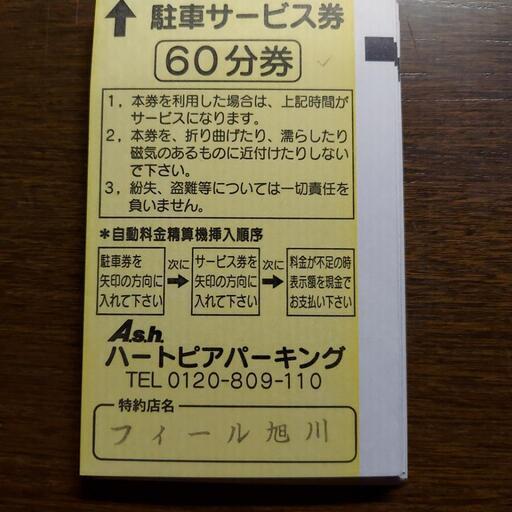 駐車サービス券
60分券
1，本券を利用した場合は、上記時間が
サービスになります。
2，本券を、折り曲げたり、濡らしたり
磁気のあるものに近付けたりしない
で下さい。
3，紛失、盗難等については一切責任を
負いません。
＊自動料金精算機挿入順序
駐車券を
矢印の方向に
入れて下さい
次に
サービス券を
矢印の方向に
入れて下さい
次に
料金が不足の時
表示額を現金で
お支払い下さい
A.s.h.
ハートピアパーキング
TEL 0120-809-110
特約店名
フィール旭川